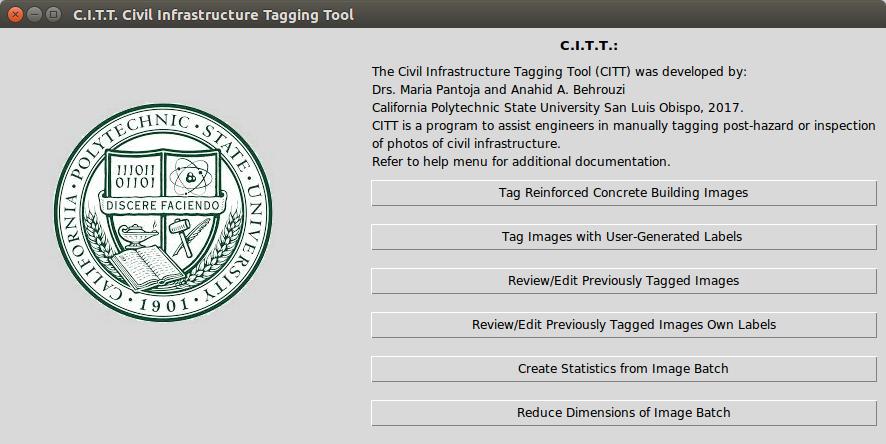 C.I.T.T. Civil Infrastructure Tagging Tool
C.I.T.T.:
The Civil Infrastructure Tagging Tool (CITT) was developed by:
Drs. Maria Pantoja and Anahid A. Behrouzi
California Polytechnic State University San Luis Obispo, 2017.
CITT is a program to assist engineers in manually tagging post-hazard or inspection
of photos of civil infrastructure.
Refer to help menu for additional documentation.
CALIFORNIA · POLYTECHNIC · STATE · UNIVERSITY
111011
01101
DISCERE FACIENDO
· 1901 ·
Tag Reinforced Concrete Building Images
Tag Images with User-Generated Labels
Review/Edit Previously Tagged Images
Review/Edit Previously Tagged Images Own Labels
Create Statistics from Image Batch
Reduce Dimensions of Image Batch